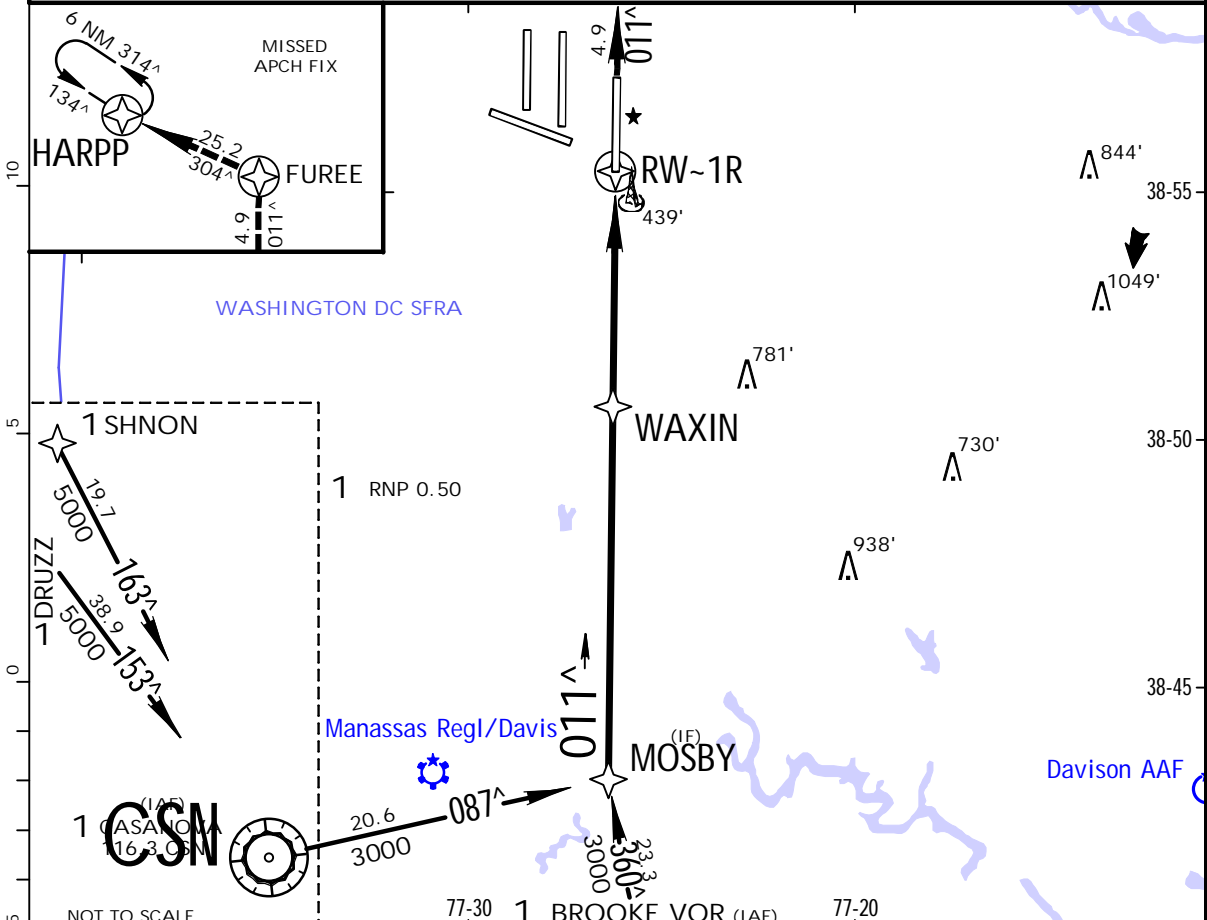 6 NM 314^
134^
MISSED
APCH FIX
HARPP
25.2
304^
FUREE
4.9
011^
4.9
011^
RW~1R
439'
844'
38-55
1049'
10
WASHINGTON DC SFRA
781'
5
1 SHNON
WAXIN
730'
38-50
19.7
5000
163^
1 RNP 0.50
938'
1 DRUZZ
38.9
5000
153^
0
38-45
011^
Manassas Regl/Davis
(IF)
MOSBY
Davison AAF
087^
20.6
3000
(IAF)
1 CASANOVA
116.3 CSN
CSN
23.3
360^
3000
5
NOT TO SCALE
77-30
1 BROOKE VOR (IAF)
77-20